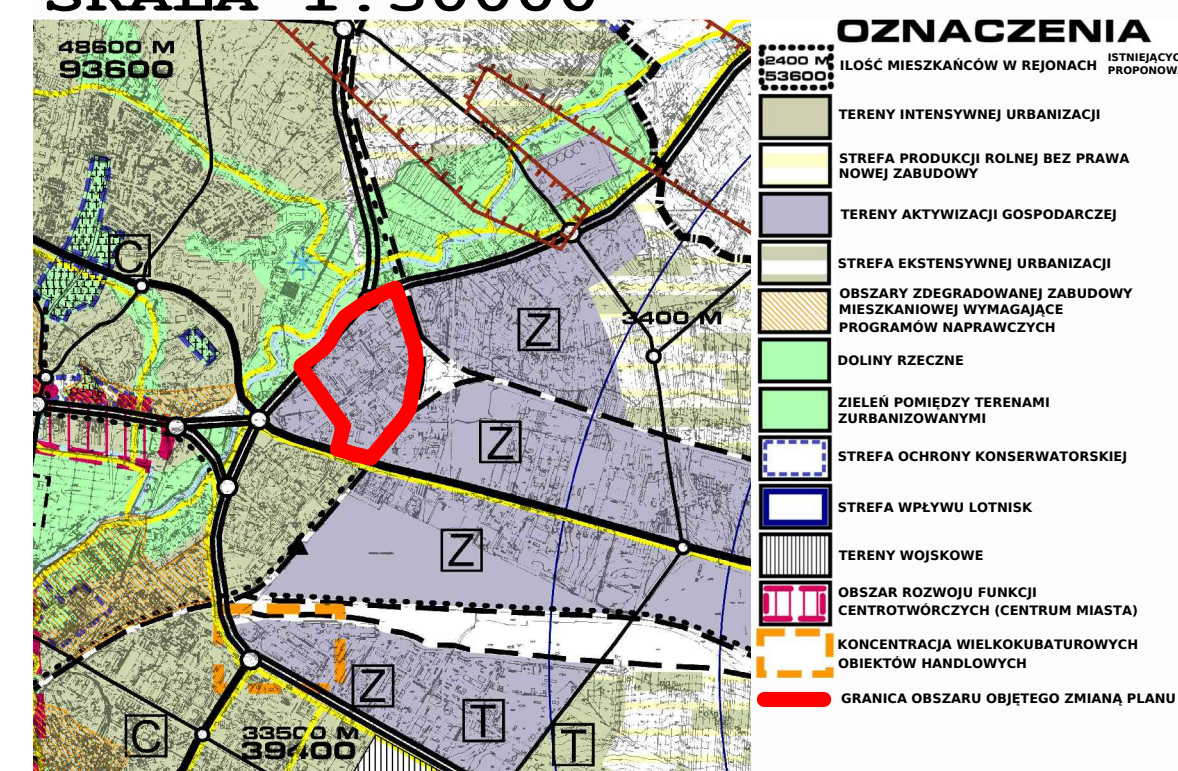 SKALA 1:50000
48600 M
93600
C
Z
3400 M
Z
Z
Z
T
T
C
33500 M
39400
OZNACZENIA
2400 M
53600
ILOŚĆ MIESZKAŃCÓW W REJONACH
TERENY INTENSYWNEJ URBANIZACJI
STREFA PRODUKCJI ROLNEJ BEZ PRAWA
NOWEJ ZABUDOWY
TERENY AKTYWIZACJI GOSPODARCZEJ
STREFA EKSTENSYWNEJ URBANIZACJI
OBSZARY ZDEGRADOWANEJ ZABUDOWY
MIESZKANIOWEJ WYMAGAJĄCE
PROGRAMÓW NAPRAWCZYCH
DOLINY RZECZNE
ZIELEŃ POMIĘDZY TERENAMI
ZURBANIZOWANYMI
STREFA OCHRONY KONSERWATORSKIEJ
STREFA WPŁYWU LOTNISK
TERENY WOJSKOWE
OBSZAR ROZWOJU FUNKCJI
CENTROTWÓRCZYCH (CENTRUM MIASTA)
KONCENTRACJA WIELKOKUBATUROWYCH
OBIEKTÓW HANDLOWYCH
GRANICA OBSZARU OBJĘTEGO ZMIANĄ PLANU